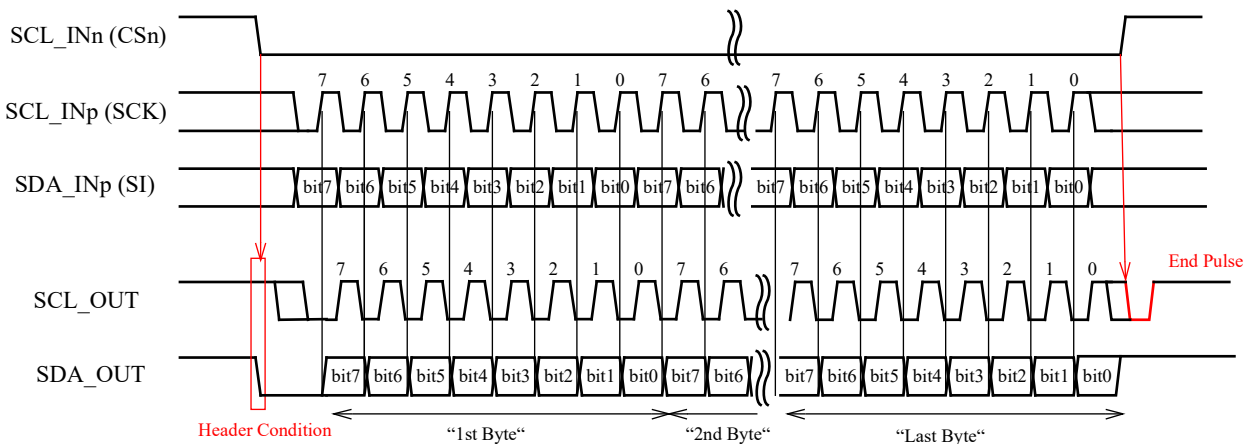 SCL_INn (CSn)
7 6 5 4 3 2 1 0 7 6 7 6 5 4 3 2 1 0
SCL_INp (SCK)
SDA_INp (SI) bit7 bit6 bit5 bit4 bit3 bit2 bit1 bit0 bit7 bit6 bit7 bit6 bit5 bit4 bit3 bit2 bit1 bit0
7 6 5 4 3 2 1 0 7 6 7 6 5 4 3 2 1 0 End Pulse
SCL_OUT
SDA_OUT bit7 bit6 bit5 bit4 bit3 bit2 bit1 bit0 bit7 bit6 bit7 bit6 bit5 bit4 bit3 bit2 bit1 bit0
Header Condition “1st Byte“ “2nd Byte“ “Last Byte“